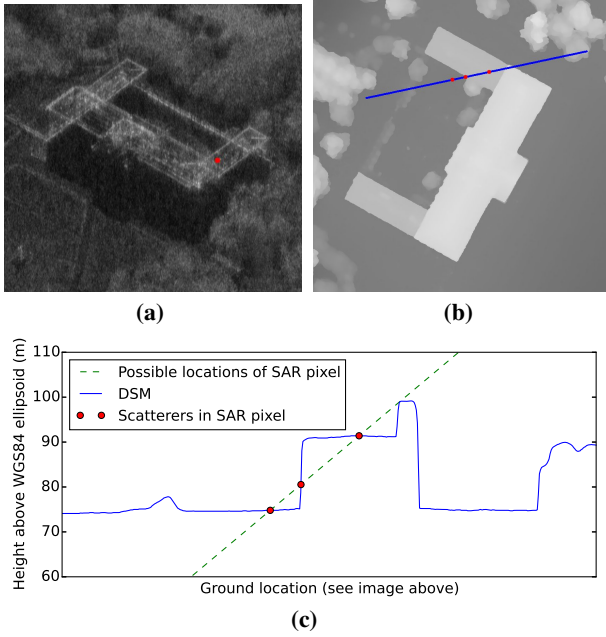 (a)
(b)
Height above WGS84 ellipsoid (m)
110
100
90
80
70
60
Possible locations of SAR pixel
DSM
Scatterers in SAR pixel
Ground location (see image above)
(c)